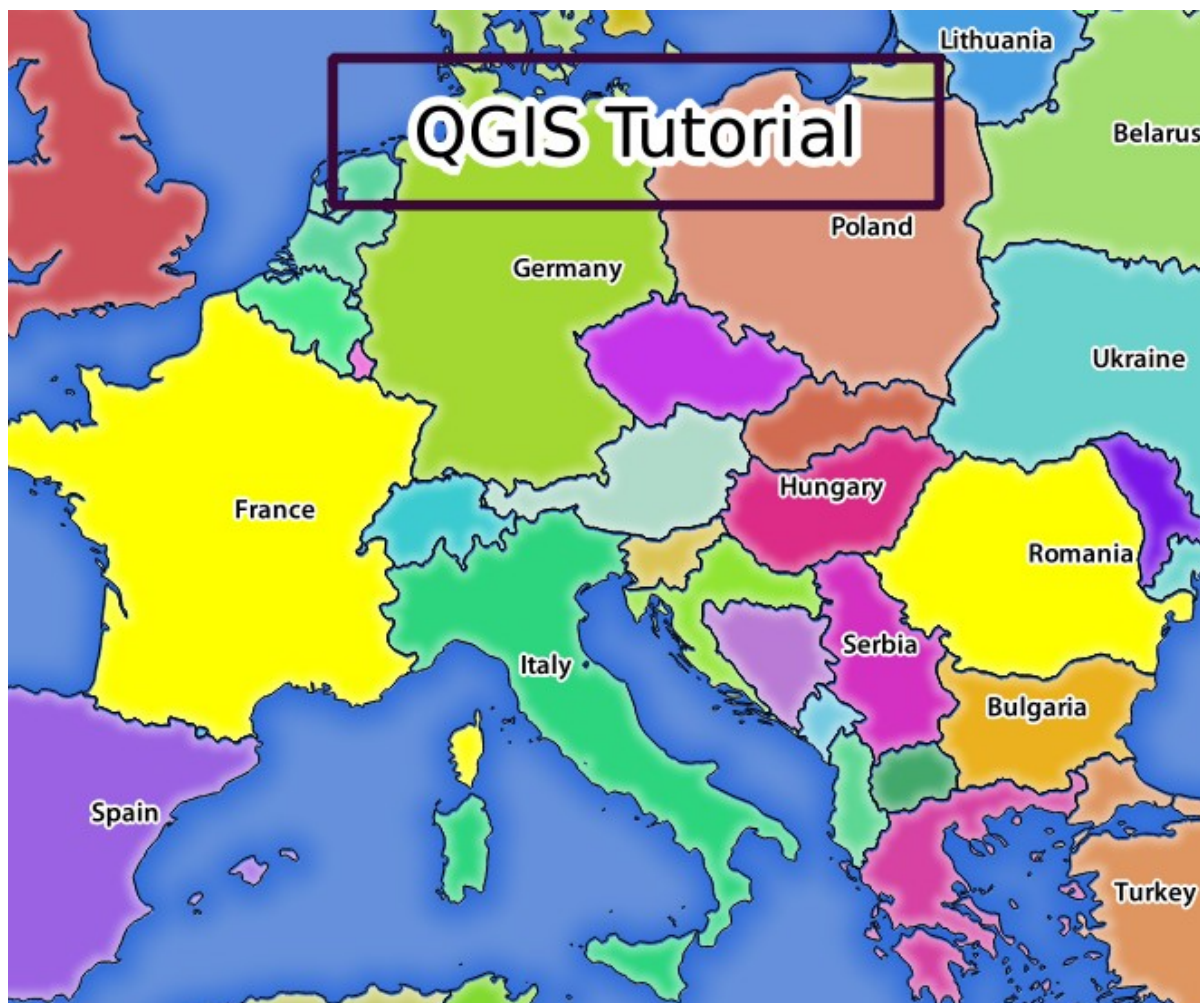 Lithuania
QGIS Tutorial
Belarus
Poland
Germany
Ukraine
Hungary
France
Romania
Serbia
Italy
Bulgaria
Spain
Turkey